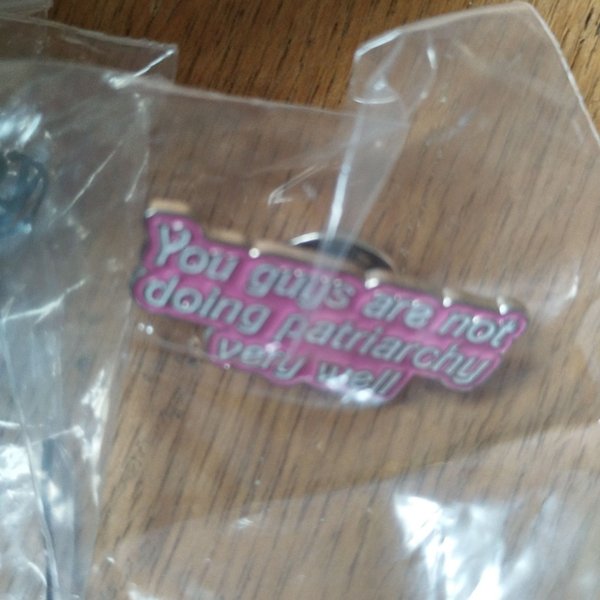 You guys are not
doing patriarchy
very well